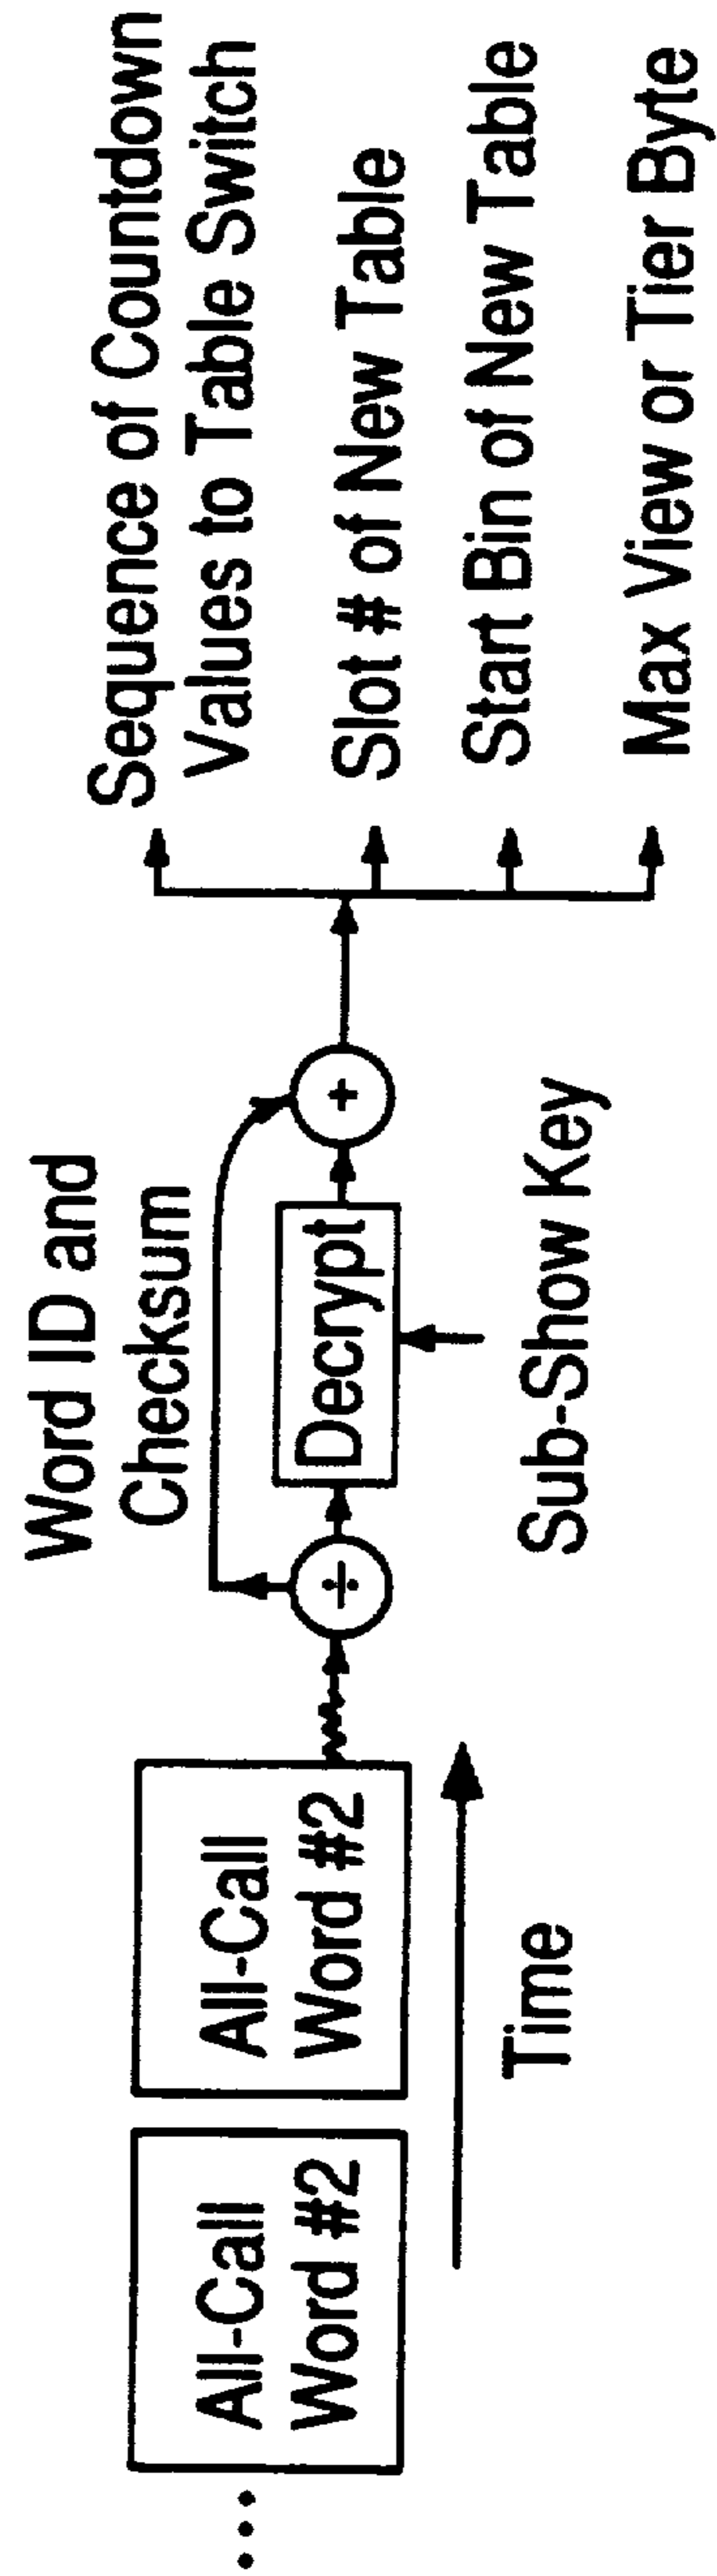 ...
All-Call
Word #2
All-Call
Word #2
Time
÷
Word ID and
Checksum
Decrypt
Sub-Show Key
+
Sequence of Countdown
Values to Table Switch
Slot # of New Table
Start Bin of New Table
Max View or Tier Byte